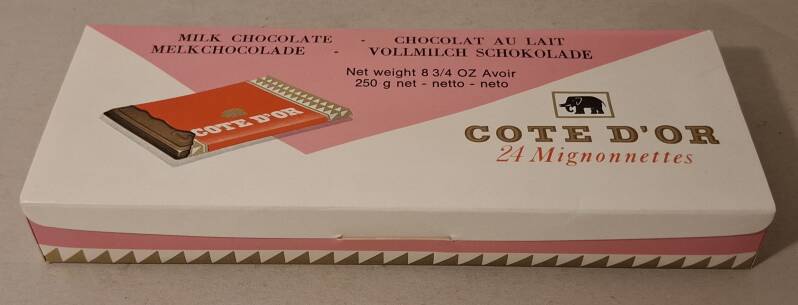 MILK CHOCOLATE - CHOCOLAT AU LAIT
MELKCHOCOLADE - VOLLMILCH SCHOKOLADE
Net weight 8 3/4 OZ Avoir
250 g net - netto - neto
COTE D'OR
COTE D'OR
24 Mignonnettes